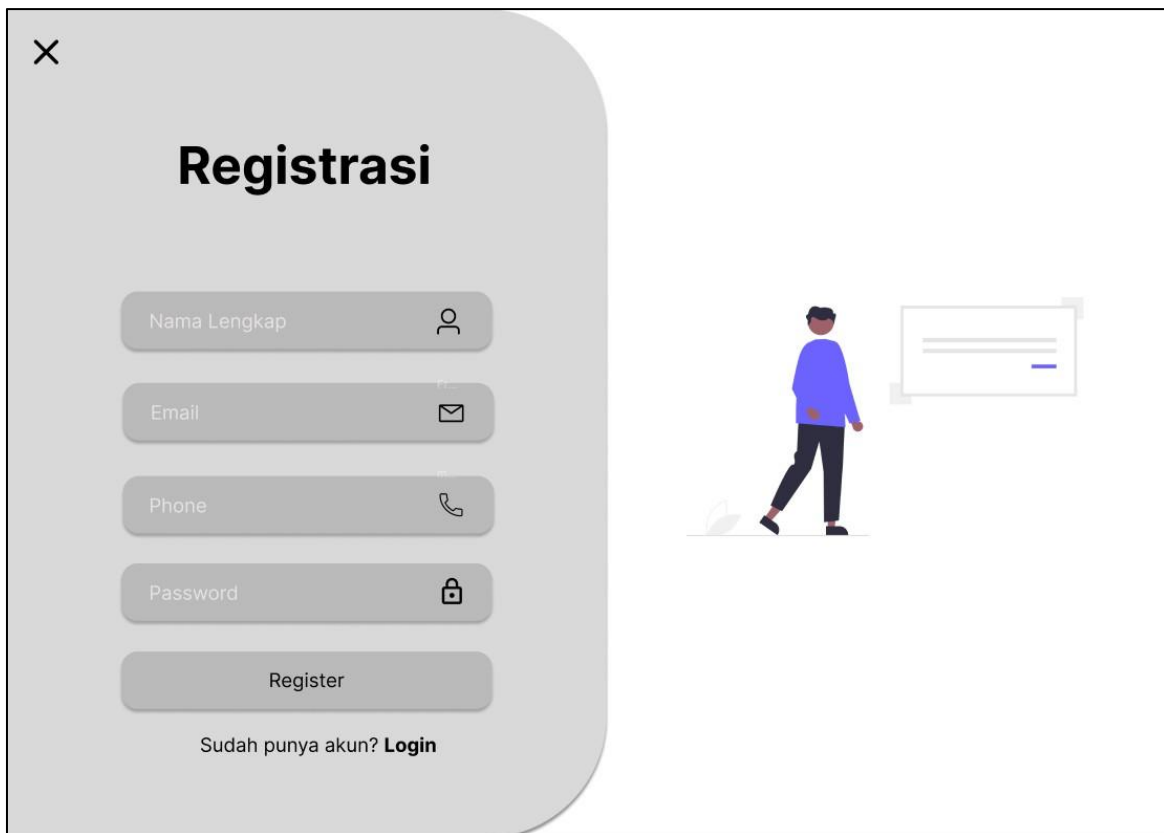 Registrasi
Nama Lengkap
Email
Phone
Password
Register
Sudah punya akun? Login